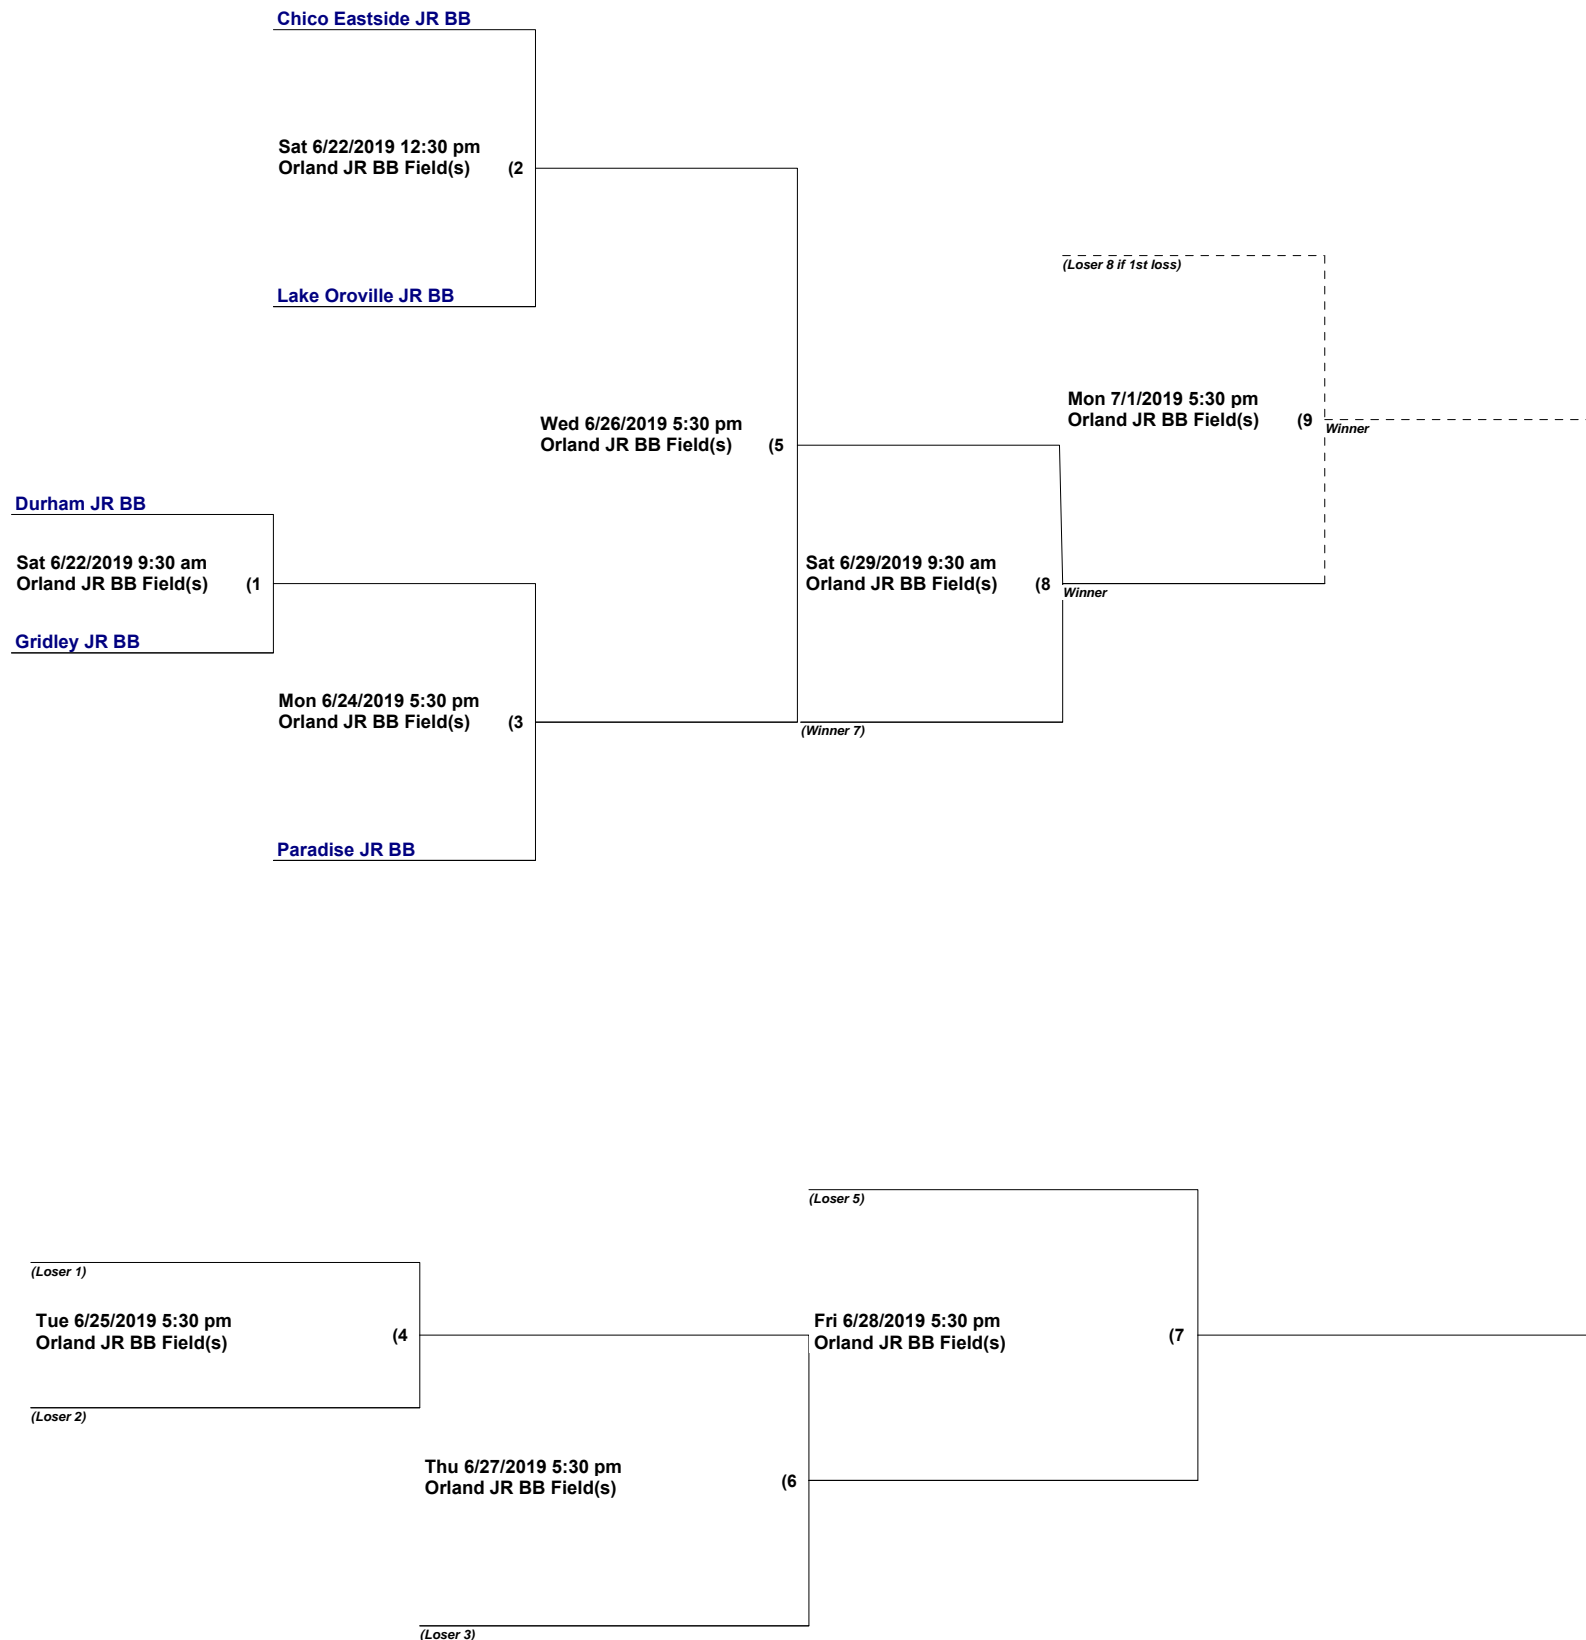 Chico Eastside JR BB
Sat 6/22/2019 12:30 pm
Orland JR BB Field(s) (2
Lake Oroville JR BB
(Loser 8 if 1st loss)
Mon 7/1/2019 5:30 pm
Orland JR BB Field(s) (9
Winner
Wed 6/26/2019 5:30 pm
Orland JR BB Field(s) (5
Durham JR BB
Sat 6/22/2019 9:30 am
Orland JR BB Field(s) (1
Gridley JR BB
Sat 6/29/2019 9:30 am
Orland JR BB Field(s) (8
Winner
Mon 6/24/2019 5:30 pm
Orland JR BB Field(s) (3
(Winner 7)
Paradise JR BB
(Loser 5)
(Loser 1)
Tue 6/25/2019 5:30 pm
Orland JR BB Field(s) (4
Fri 6/28/2019 5:30 pm
Orland JR BB Field(s) (7
(Loser 2)
Thu 6/27/2019 5:30 pm
Orland JR BB Field(s) (6
(Loser 3)